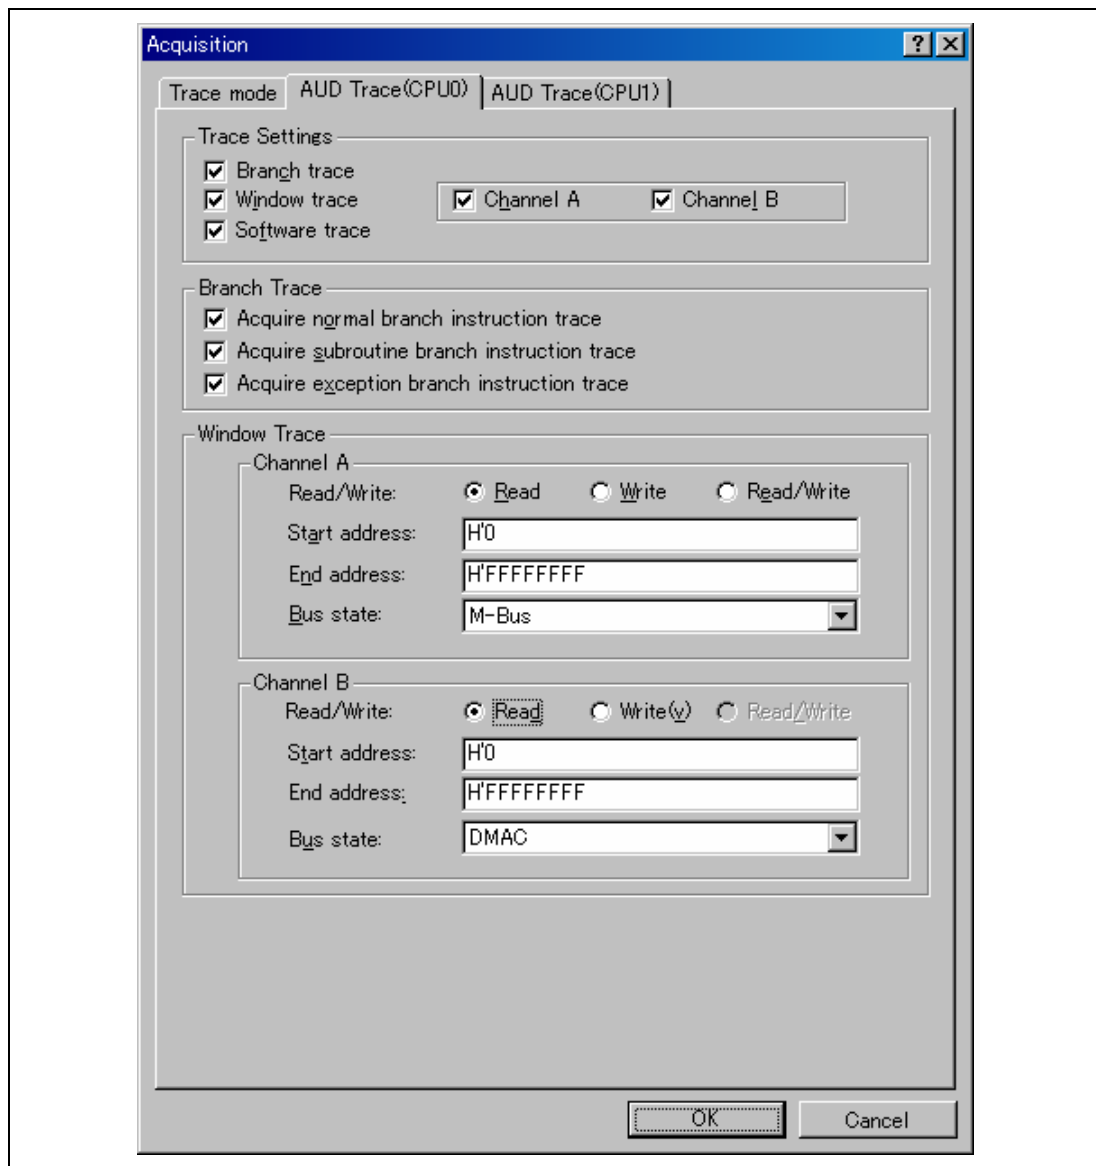 Acquisition
Trace mode AUD Trace(CPU0) AUD Trace(CPU1)
Trace Settings
Branch trace
Window trace Channel A Channel B
Software trace
Branch Trace
Acquire normal branch instruction trace
Acquire subroutine branch instruction trace
Acquire exception branch instruction trace
Window Trace
Channel A
Read/Write: Read Write Read/Write
Start address: H'0
End address: H'FFFFFFFF
Bus state: M-Bus
Channel B
Read/Write: Read Write(v) Read/Write
Start address: H'0
End address: H'FFFFFFFF
Bus state: DMAC
OK Cancel